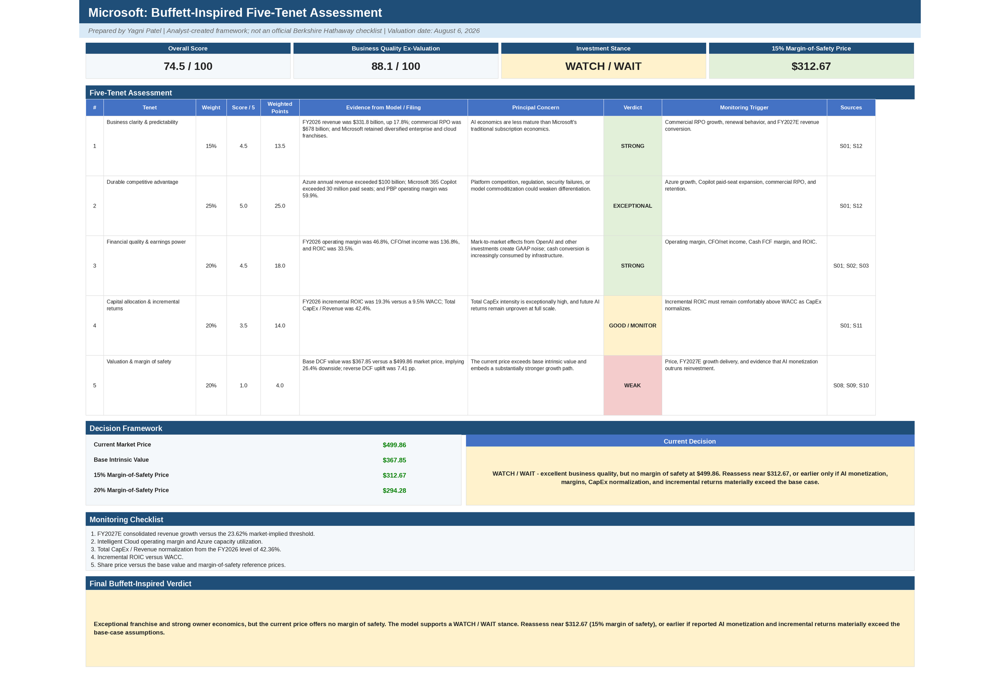 Microsoft: Buffett-Inspired Five-Tenet Assessment
Prepared by Yagni Patel | Analyst-created framework; not an official Berkshire Hathaway checklist | Valuation date: August 6, 2026
Overall Score
74.5 / 100
Business Quality Ex-Valuation
88.1 / 100
Investment Stance
WATCH / WAIT
15% Margin-of-Safety Price
$312.67
Five-Tenet Assessment
#
Tenet
Weight
Score / 5
Weighted
Points
Evidence from Model / Filing
Principal Concern
Verdict
Monitoring Trigger
Sources
1
Business clarity & predictability
15%
4.5
13.5
FY2026 revenue was $331.8 billion, up 17.8%; commercial RPO was
$678 billion; and Microsoft retained diversified enterprise and cloud
franchises.
AI economics are less mature than Microsoft's
traditional subscription economics.
STRONG
Commercial RPO growth, renewal behavior, and FY2027E revenue
conversion.
S01; S12
2
Durable competitive advantage
25%
5.0
25.0
Azure annual revenue exceeded $100 billion; Microsoft 365 Copilot
exceeded 30 million paid seats; and PBP operating margin was
59.9%.
Platform competition, regulation, security failures, or
model commoditization could weaken differentiation.
EXCEPTIONAL
Azure growth, Copilot paid-seat expansion, commercial RPO, and
retention.
S01; S12
3
Financial quality & earnings power
20%
4.5
18.0
FY2026 operating margin was 46.8%, CFO/net income was 136.8%,
and ROIC was 33.5%.
Mark-to-market effects from OpenAI and other
investments create GAAP noise; cash conversion is
increasingly consumed by infrastructure.
STRONG
Operating margin, CFO/net income, Cash FCF margin, and ROIC.
S01; S02; S03
4
Capital allocation & incremental
returns
20%
3.5
14.0
FY2026 incremental ROIC was 19.3% versus a 9.5% WACC; Total
CapEx / Revenue was 42.4%.
Total CapEx intensity is exceptionally high, and future AI
returns remain unproven at full scale.
GOOD / MONITOR
Incremental ROIC must remain comfortably above WACC as CapEx
normalizes.
S01; S11
5
Valuation & margin of safety
20%
1.0
4.0
Base DCF value was $367.85 versus a $499.86 market price, implying
26.4% downside; reverse DCF uplift was 7.41 pp.
The current price exceeds base intrinsic value and
embeds a substantially stronger growth path.
WEAK
Price, FY2027E growth delivery, and evidence that AI monetization
outruns reinvestment.
S08; S09; S10
Decision Framework
Current Market Price
$499.86
Base Intrinsic Value
$367.85
15% Margin-of-Safety Price
$312.67
20% Margin-of-Safety Price
$294.28
Current Decision
WATCH / WAIT - excellent business quality, but no margin of safety at $499.86. Reassess near $312.67, or earlier only if AI monetization,
margins, CapEx normalization, and incremental returns materially exceed the base case.
Monitoring Checklist
1. FY2027E consolidated revenue growth versus the 23.62% market-implied threshold.
2. Intelligent Cloud operating margin and Azure capacity utilization.
3. Total CapEx / Revenue normalization from the FY2026 level of 42.36%.
4. Incremental ROIC versus WACC.
5. Share price versus the base value and margin-of-safety reference prices.
Final Buffett-Inspired Verdict
Exceptional franchise and strong owner economics, but the current price offers no margin of safety. The model supports a WATCH / WAIT stance. Reassess near $312.67 (15% margin of safety), or earlier if reported AI monetization and incremental returns materially exceed the
base-case assumptions.